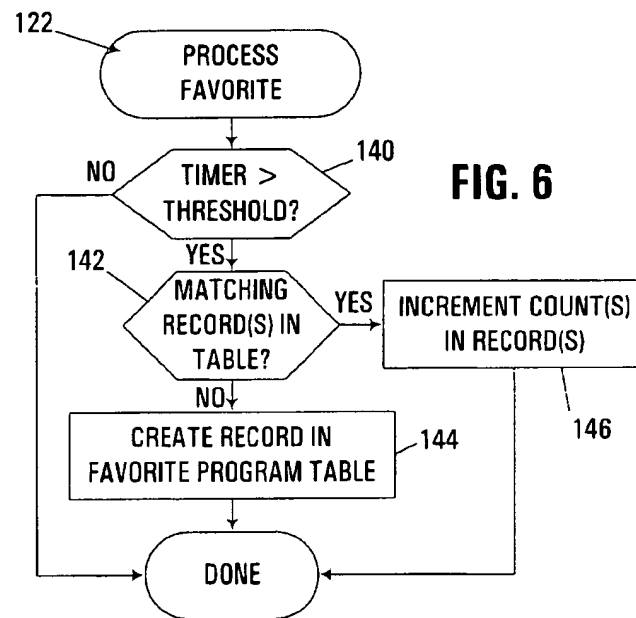 122
PROCESS
FAVORITE
NO
TIMER >
THRESHOLD?
140
FIG. 6
YES
142
MATCHING
RECORD(S) IN
TABLE?
YES
INCREMENT COUNT(S)
IN RECORD(S)
146
NO
CREATE RECORD IN
FAVORITE PROGRAM TABLE
144
DONE